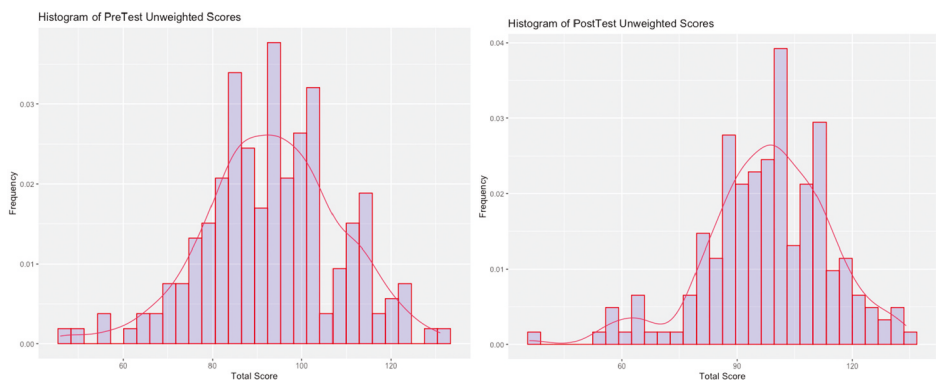 Histogram of PreTest Unweighted Scores
Frequency
0.03
0.02
0.01
0.00
60
80
100
120
Total Score
Histogram of PostTest Unweighted Scores
Frequency
0.04
0.03
0.02
0.01
0.00
60
90
120
Total Score